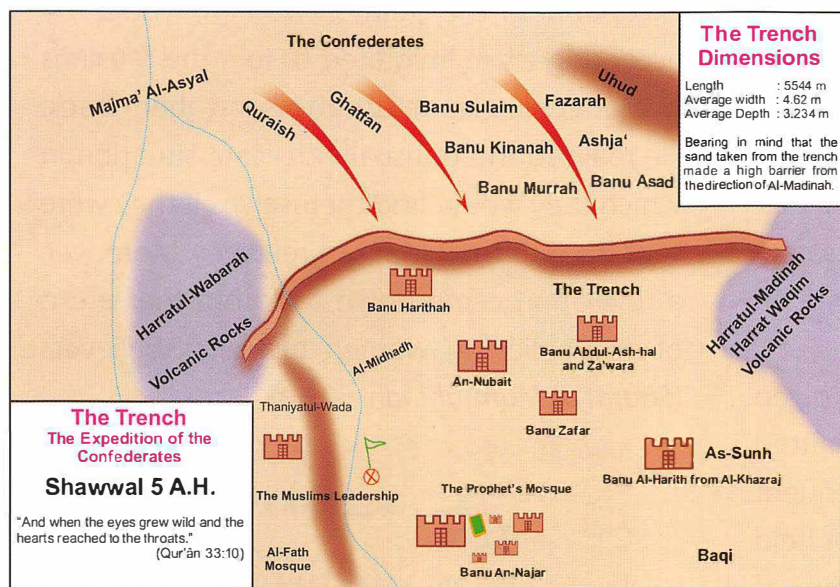 The Confederates
Majma' Al-Asyal
Quraish
Ghatfan
Banu Sulaim
Fazarah
Uhud
Banu Kinanah
Ashja'
Banu Murrah
Banu Asad
The Trench
Dimensions
Length : 5544 m
Average width : 4.62 m
Average Depth : 3.234 m
Bearing in mind that the
sand taken from the trench
made a high barrier from
the direction of Al-Madinah.
Harratul-Wabarah
Volcanic Rocks
Harratul-Madinah
Harrat Waqim
Volcanic Rocks
Banu Harithah
The Trench
Al-Midhadh
An-Nubait
Banu Abdul-Ash-hal
and Za'wara
Banu Zafar
Thaniyatul-Wada
The Muslims Leadership
As-Sunh
Banu Al-Harith from Al-Khazraj
The Prophet's Mosque
Banu An-Najar
Al-Fath
Mosque
Baqi
The Trench
The Expedition of the
Confederates
Shawwal 5 A.H.
"And when the eyes grew wild and the
hearts reached to the throats."
(Qur'ân 33:10)